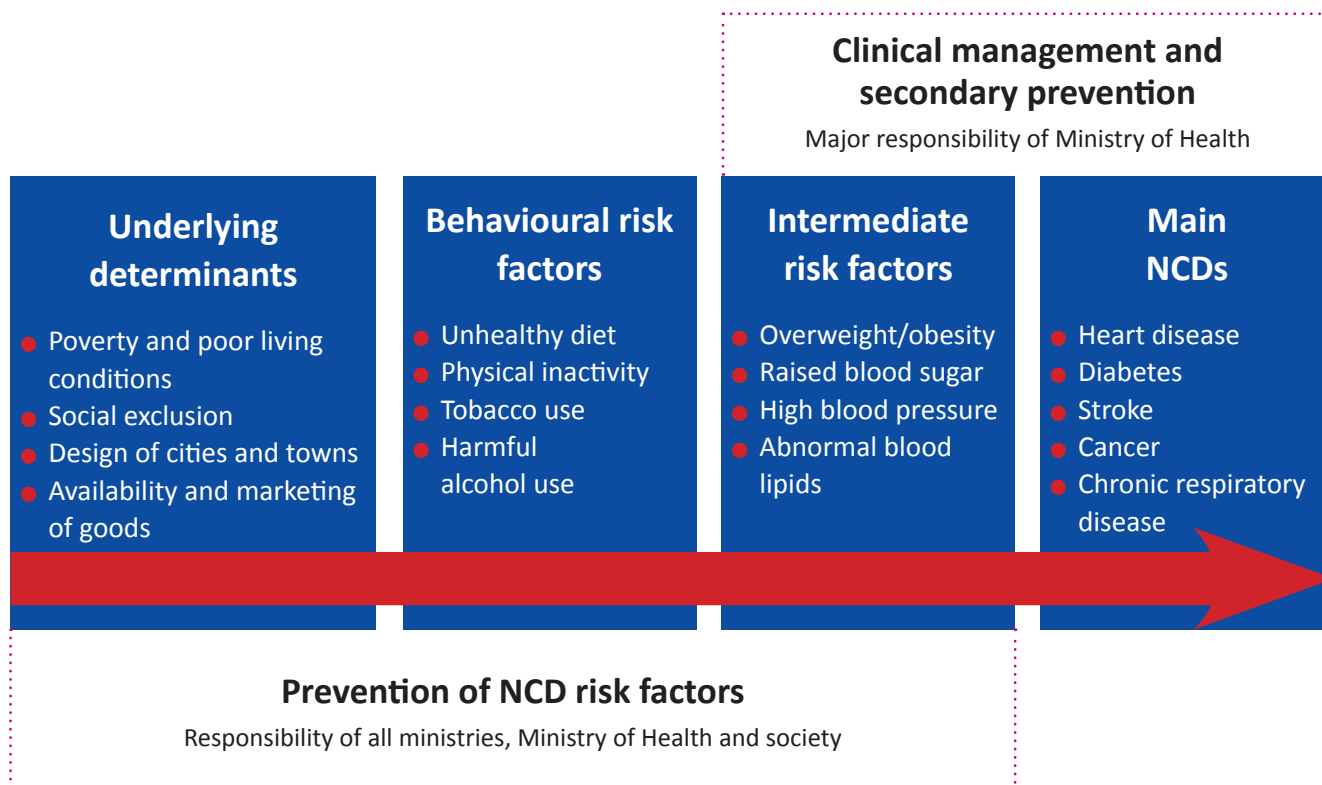 Clinical management and
secondary prevention
Major responsibility of Ministry of Health
Underlying
determinants
Poverty and poor living
conditions
Social exclusion
Design of cities and towns
Availability and marketing
of goods
Behavioural risk
factors
Unhealthy diet
Physical inactivity
Tobacco use
Harmful
alcohol use
Intermediate
risk factors
Overweight/obesity
Raised blood sugar
High blood pressure
Abnormal blood
lipids
Main
NCDs
Heart disease
Diabetes
Stroke
Cancer
Chronic respiratory
disease
Prevention of NCD risk factors
Responsibility of all ministries, Ministry of Health and society